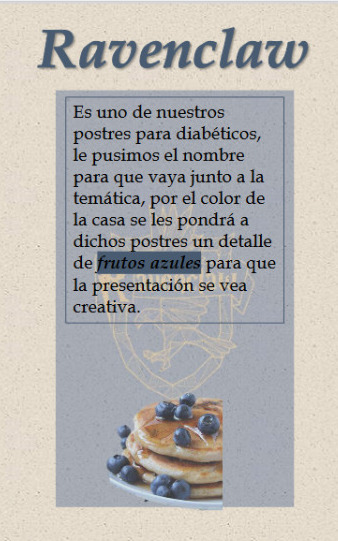 Ravenclaw
Es uno de nuestros
postres para diabéticos,
le pusimos el nombre
para que vaya junto a la
temática, por el color de
la casa se les pondrá a
dichos postres un detalle
de frutos azules para que
la presentación se vea
creativa.